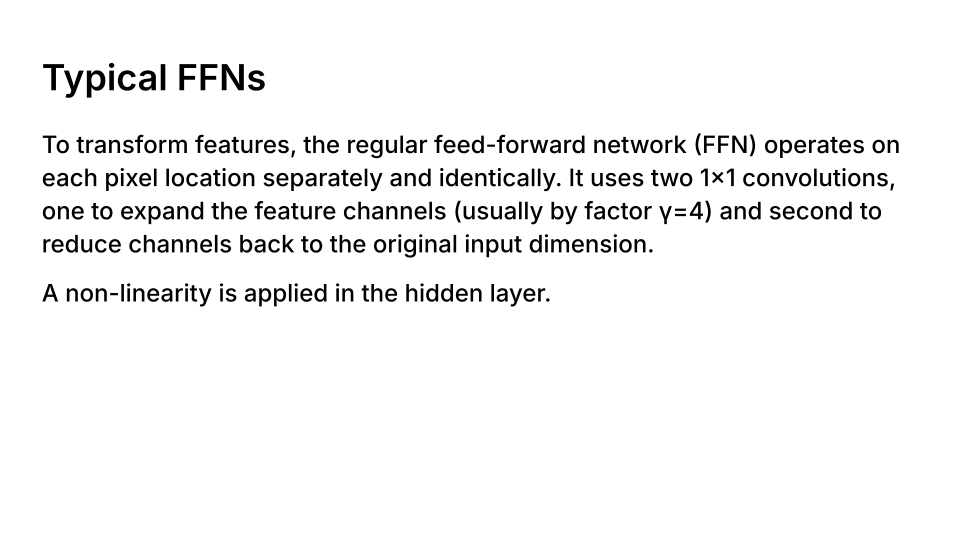 Typical FFNs
To transform features, the regular feed-forward network (FFN) operates on
each pixel location separately and identically. It uses two 1×1 convolutions,
one to expand the feature channels (usually by factor γ=4) and second to
reduce channels back to the original input dimension.
A non-linearity is applied in the hidden layer.